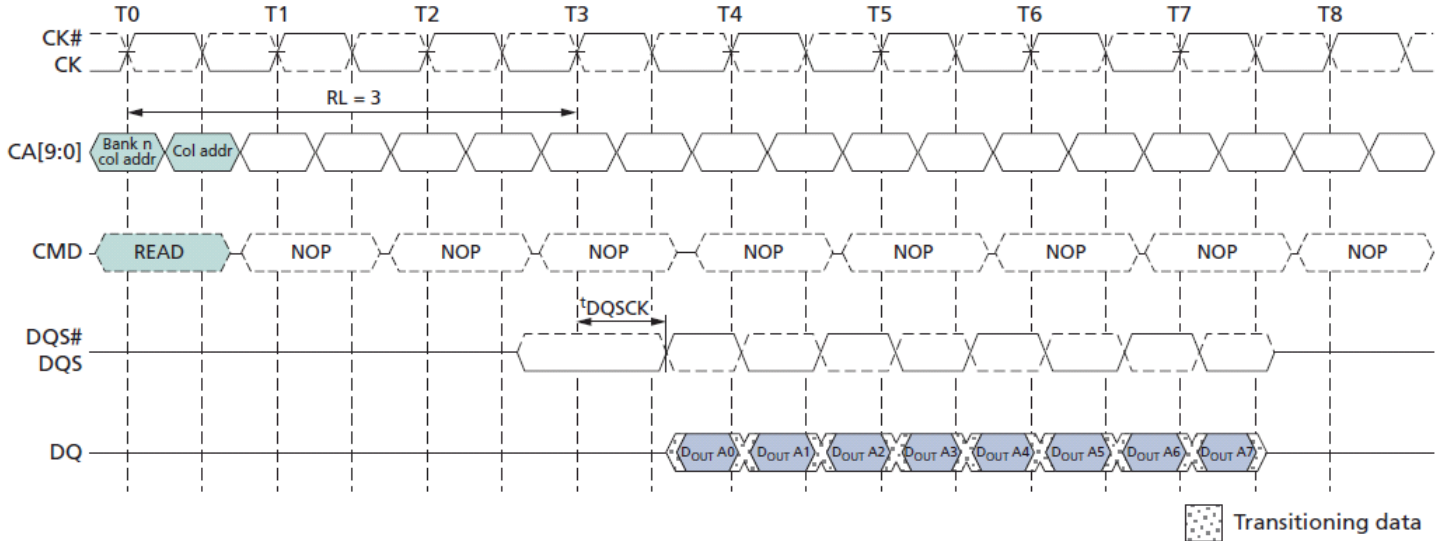 T0 T1 T2 T3 T4 T5 T6 T7 T8
CK#
CK
RL = 3
CA[9:0] Bank n Col addr
col addr
CMD READ NOP NOP NOP NOP NOP NOP NOP NOP
tDQSCK
DQS#
DQS
DQ DOUT A0 DOUT A1 DOUT A2 DOUT A3 DOUT A4 DOUT A5 DOUT A6 DOUT A7
Transitioning data